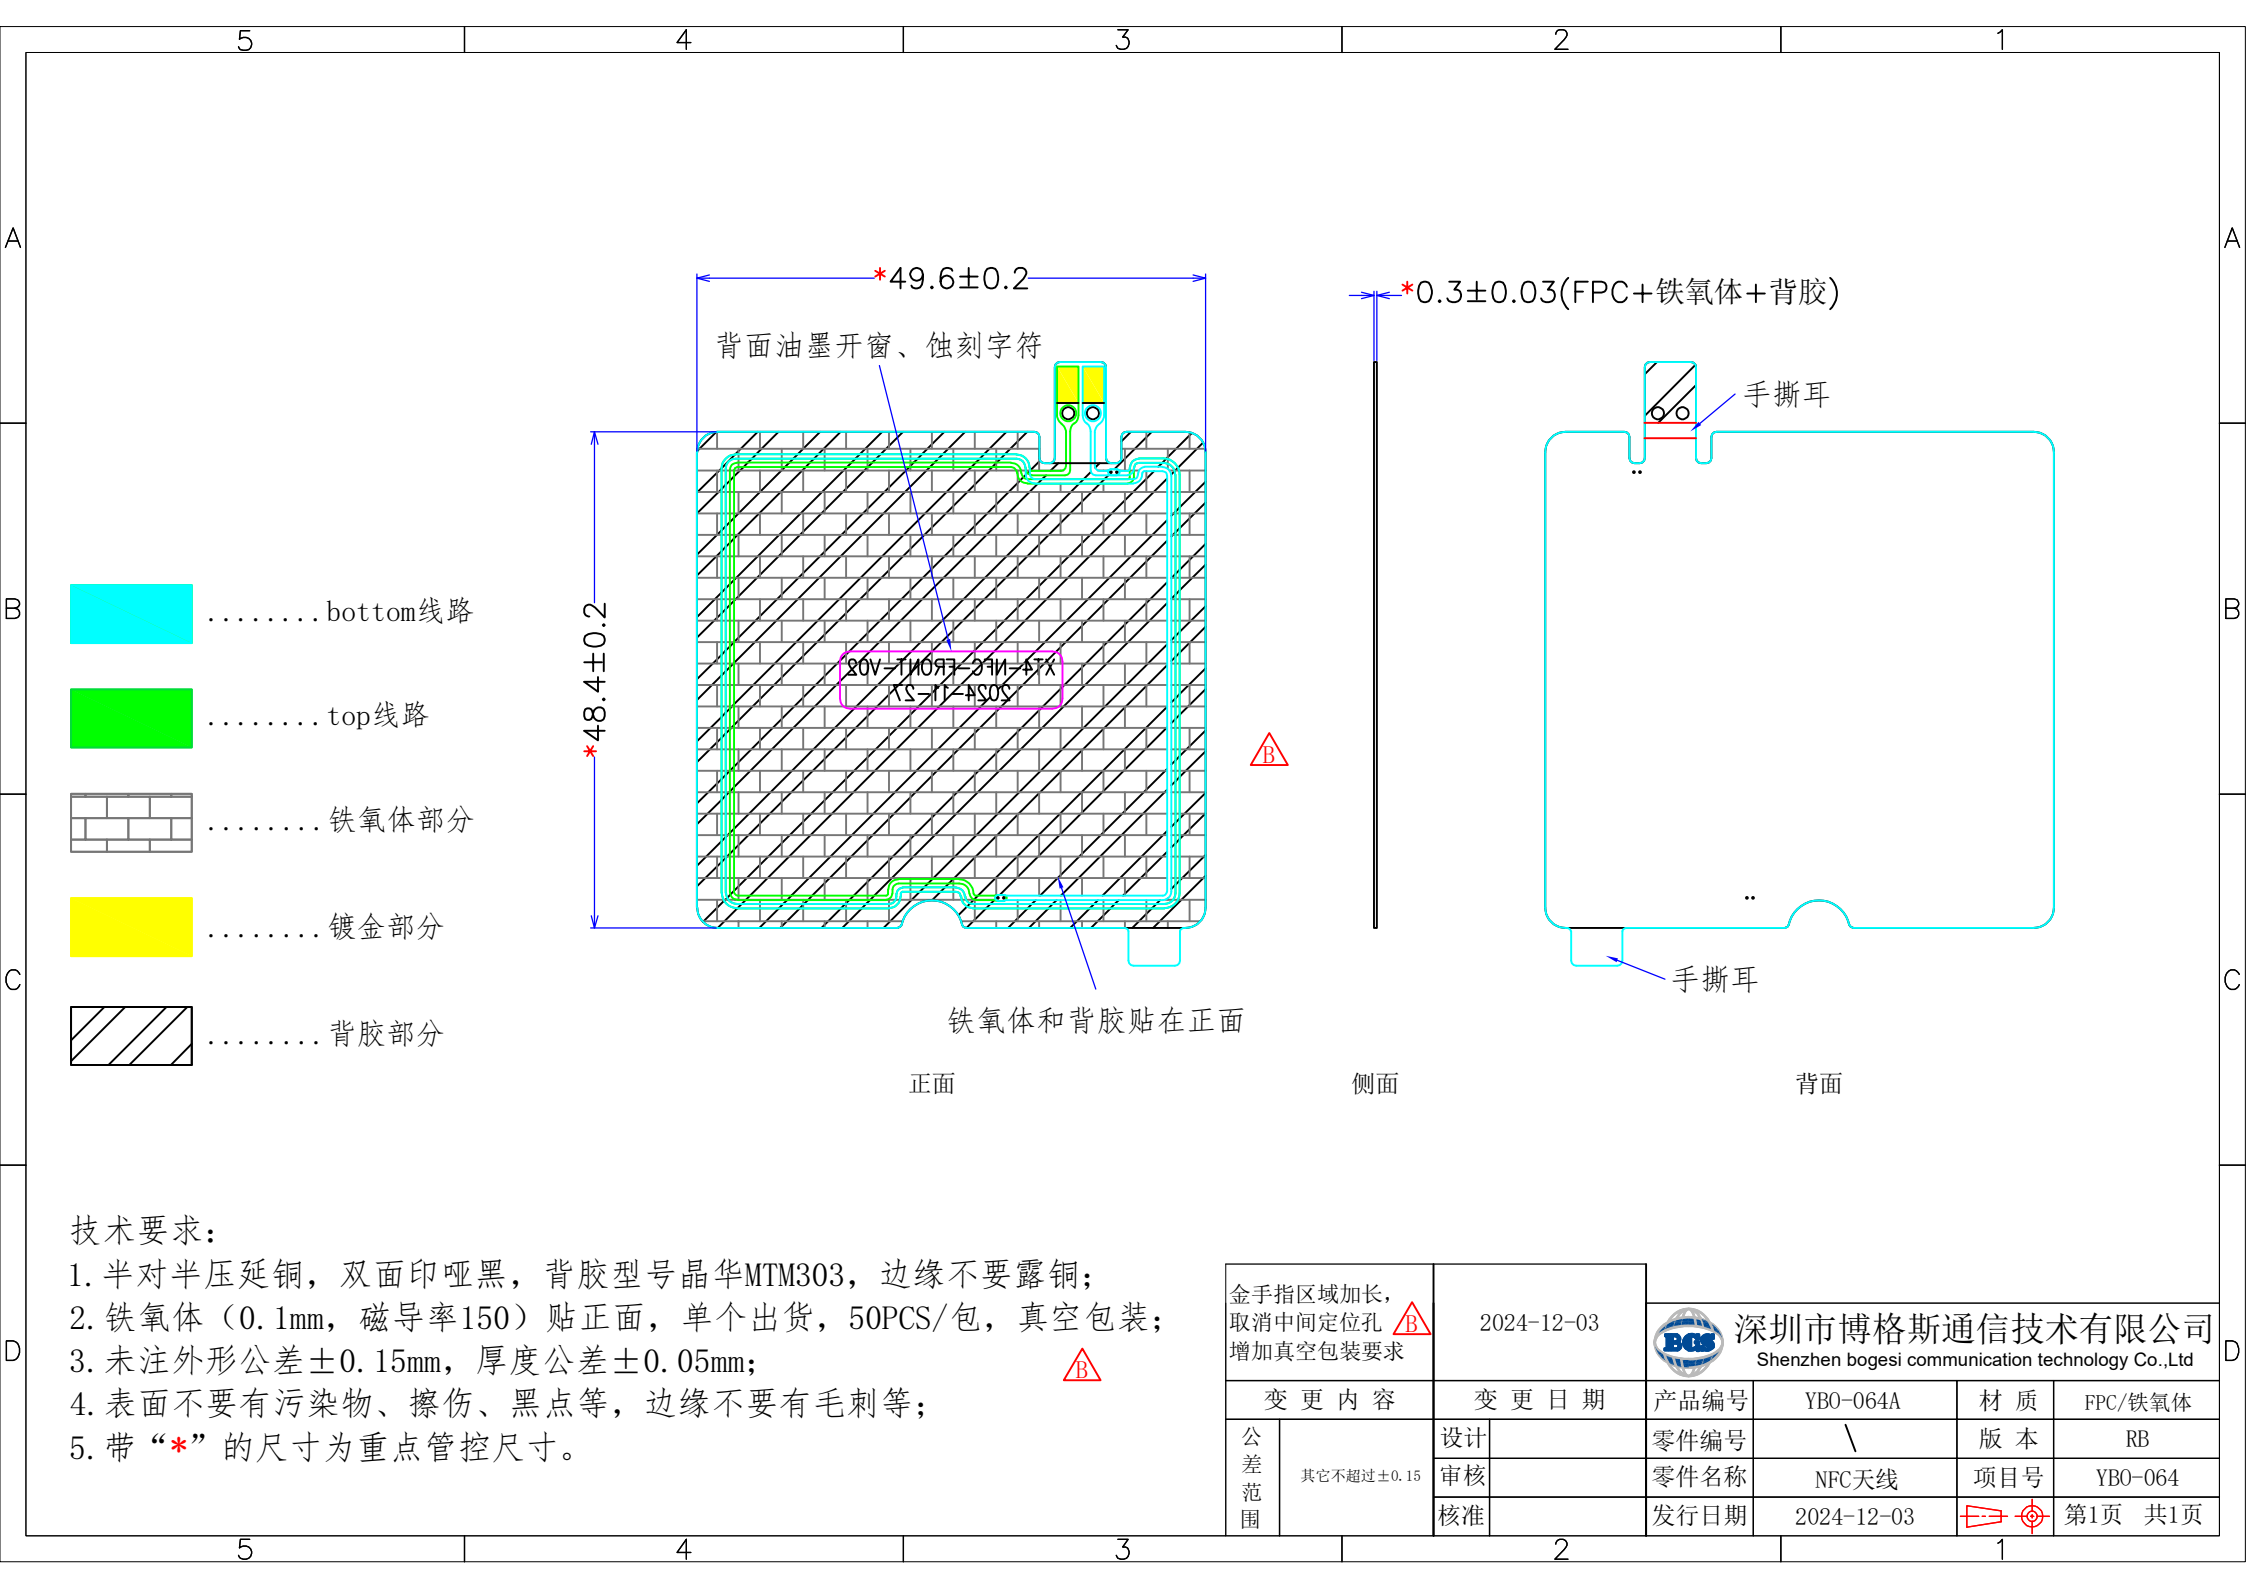 5 4 3 2 1
A A
B B
C C
D D
*49.6±0.2
*0.3±0.03(FPC+铁氧体+背胶)
背面油墨开窗、蚀刻字符
手撕耳
*48.4±0.2
XT4-NFC-FRONT-V02
2024-11-27
B
........bottom线路
........top线路
........铁氧体部分
........镀金部分
........背胶部分
手撕耳
铁氧体和背胶贴在正面
正面
侧面
背面
技术要求:
1.半对半压延铜，双面印哑黑，背胶型号晶华MTM303，边缘不要露铜；
2.铁氧体（0.1mm，磁导率150）贴正面，单个出货，50PCS/包，真空包装；
3.未注外形公差±0.15mm，厚度公差±0.05mm；
B
4.表面不要有污染物、擦伤、黑点等，边缘不要有毛刺等；
5.带“*”的尺寸为重点管控尺寸。
金手指区域加长，
取消中间定位孔 B
增加真空包装要求
2024-12-03
BGS
深圳市博格斯通信技术有限公司
Shenzhen bogesi communication technology Co.,Ltd
变更内容 变更日期 产品编号 YBO-064A 材质 FPC/铁氧体
公差范围 其它不超过±0.15
设计 零件编号 \ 版本 RB
审核 零件名称 NFC天线 项目号 YBO-064
核准 发行日期 2024-12-03 第1页 共1页
5 4 3 2 1